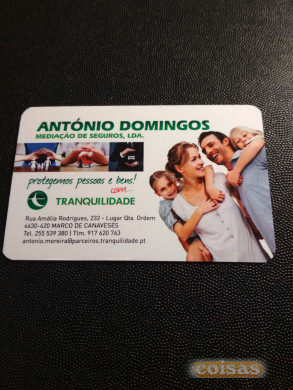 ANTÓNIO DOMINGOS
MEDIAÇÃO DE SEGUROS, LDA.
protegemos pessoas e bens!
com...
TRANQUILIDADE
Rua Amália Rodrigues, 232 - Lugar Qta. Ordem
4630-420 MARCO DE CANAVESES
Tel. 255 539 380 | Tlm. 917 620 763
antonio.moreira@parceiros.tranquilidade.pt
coisas